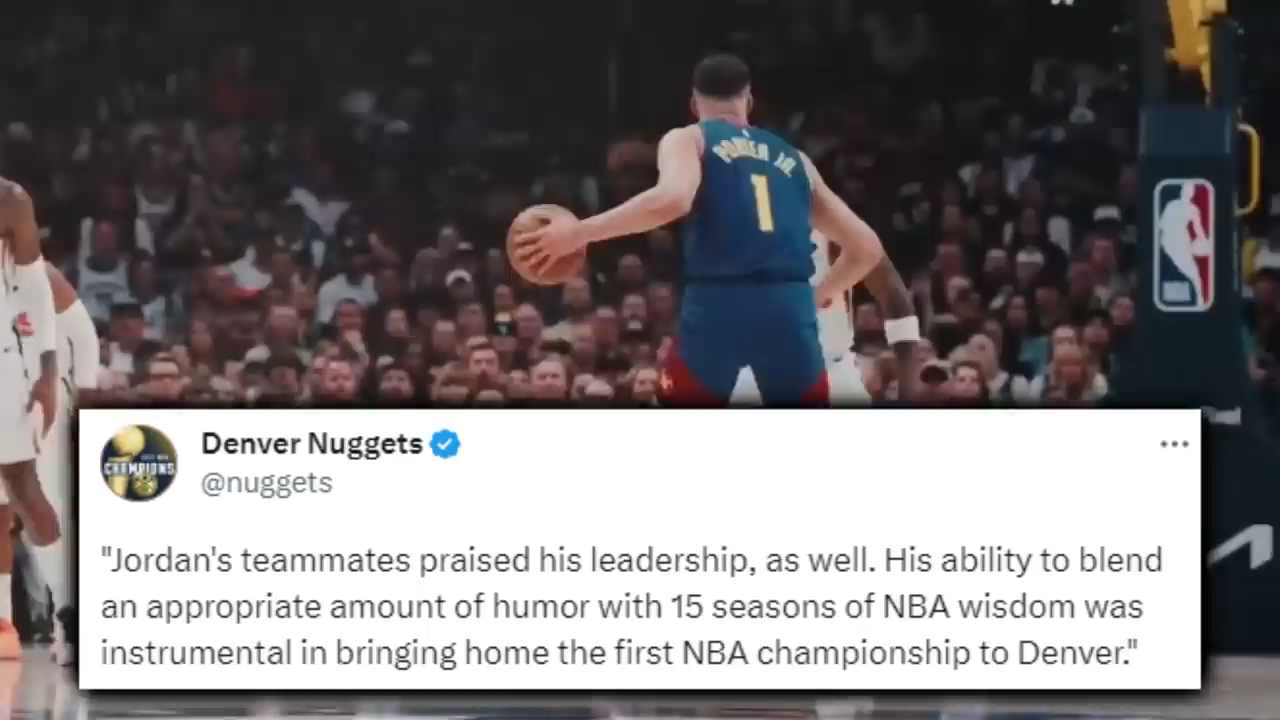 PORTER JR.
1
CHAMPIONS
Denver Nuggets
@nuggets
"Jordan's teammates praised his leadership, as well. His ability to blend
an appropriate amount of humor with 15 seasons of NBA wisdom was
instrumental in bringing home the first NBA championship to Denver."